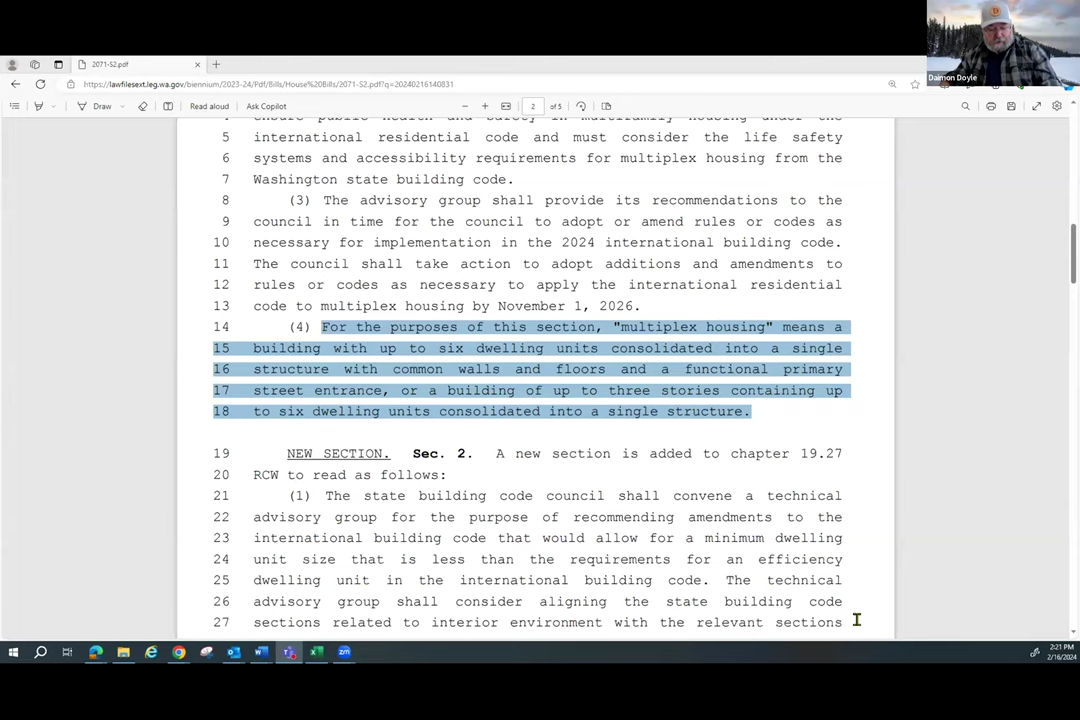 Daimon Doyle
2071-S2.pdf
https://lawfilesext.leg.wa.gov/biennium/2023-24/Pdf/Bills/House%20Bills/2071-S2.pdf?q=20240216140831
Draw Read aloud Ask Copilot 2 of 5
4 ensure public health and safety in multifamily housing under the
5 international residential code and must consider the life safety
6 systems and accessibility requirements for multiplex housing from the
7 Washington state building code.
8 (3) The advisory group shall provide its recommendations to the
9 council in time for the council to adopt or amend rules or codes as
10 necessary for implementation in the 2024 international building code.
11 The council shall take action to adopt additions and amendments to
12 rules or codes as necessary to apply the international residential
13 code to multiplex housing by November 1, 2026.
14 (4) For the purposes of this section, "multiplex housing" means a
15 building with up to six dwelling units consolidated into a single
16 structure with common walls and floors and a functional primary
17 street entrance, or a building of up to three stories containing up
18 to six dwelling units consolidated into a single structure.
19 NEW SECTION. Sec. 2. A new section is added to chapter 19.27
20 RCW to read as follows:
21 (1) The state building code council shall convene a technical
22 advisory group for the purpose of recommending amendments to the
23 international building code that would allow for a minimum dwelling
24 unit size that is less than the requirements for an efficiency
25 dwelling unit in the international building code. The technical
26 advisory group shall consider aligning the state building code
27 sections related to interior environment with the relevant sections
2:21 PM
2/16/2024